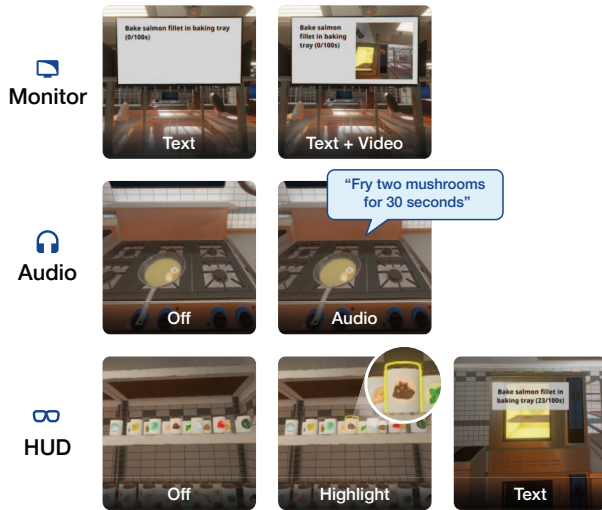 Monitor
Bake salmon fillet in baking tray
(0/100s)
Text
Bake salmon
fillet in baking
tray (0/100s)
Text + Video
Audio
Off
“Fry two mushrooms
for 30 seconds”
Audio
HUD
Off
Highlight
Bake salmon fillet in
baking tray (23/100s)
Text